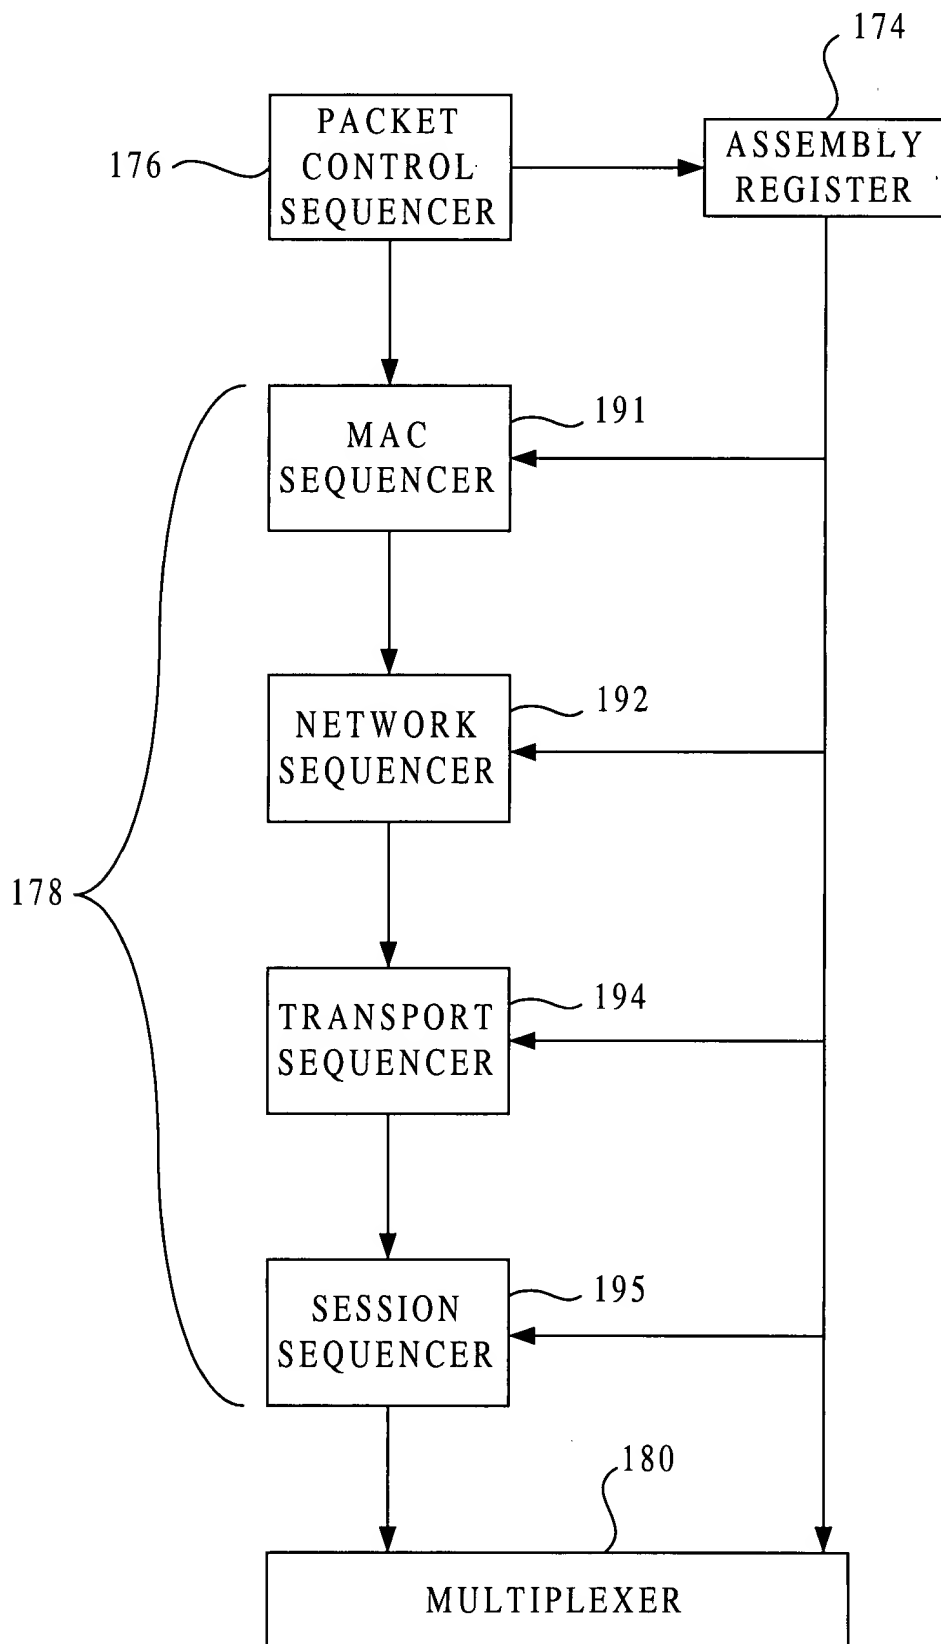 174
PACKET
CONTROL
SEQUENCER
176
ASSEMBLY
REGISTER
MAC
SEQUENCER
191
NETWORK
SEQUENCER
192
178
TRANSPORT
SEQUENCER
194
SESSION
SEQUENCER
195
180
MULTIPLEXER